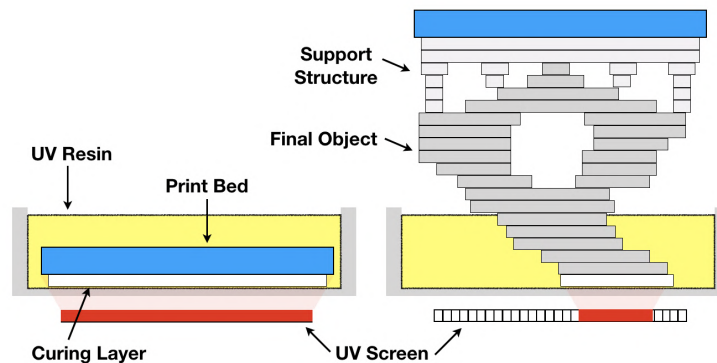 Support
Structure
Final Object
UV Resin
Print Bed
Curing Layer
UV Screen